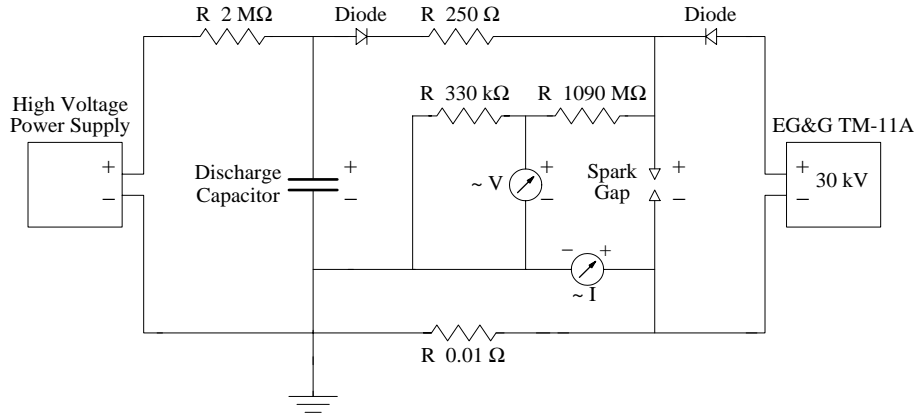 R 2 MΩ
Diode
R 250 Ω
Diode
High Voltage
Power Supply
+
−
R 330 kΩ
R 1090 MΩ
EG&G TM-11A
+
−
30 kV
Discharge
Capacitor
+
−
~ V
+
−
Spark
Gap
+
−
− +
~ I
R 0.01 Ω